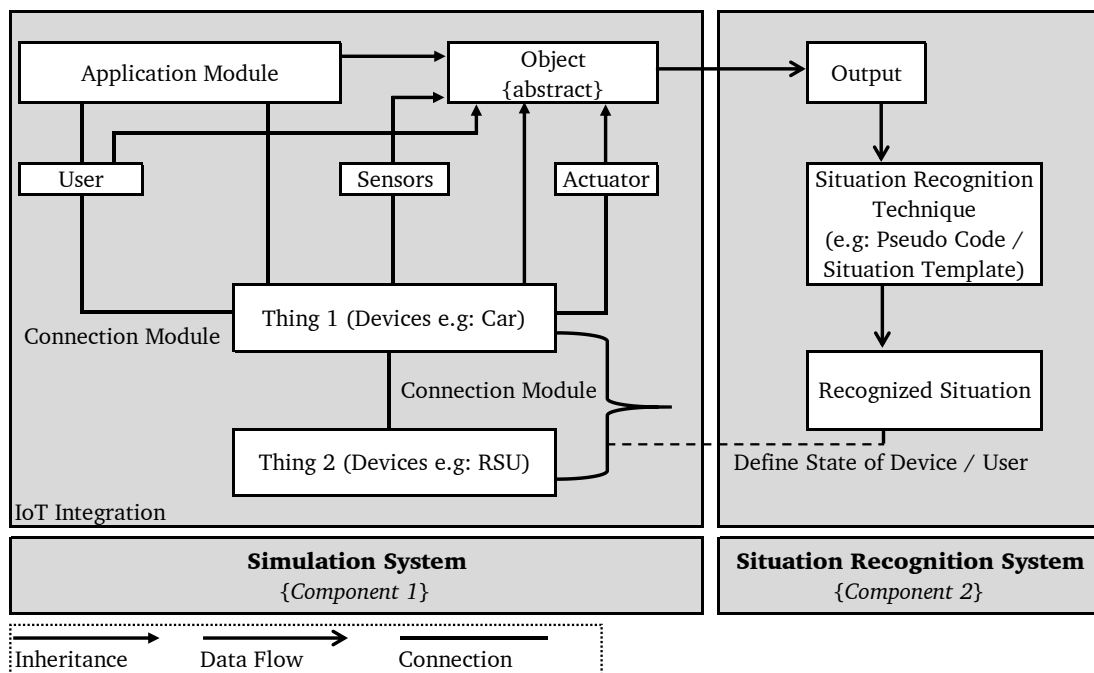 Application Module
Object
{abstract}
Output
User
Sensors
Actuator
Situation Recognition
Technique
(e.g: Pseudo Code /
Situation Template)
Thing 1 (Devices e.g: Car)
Connection Module
Connection Module
Recognized Situation
Thing 2 (Devices e.g: RSU)
Define State of Device / User
IoT Integration
Simulation System
{Component 1}
Situation Recognition System
{Component 2}
Inheritance
Data Flow
Connection